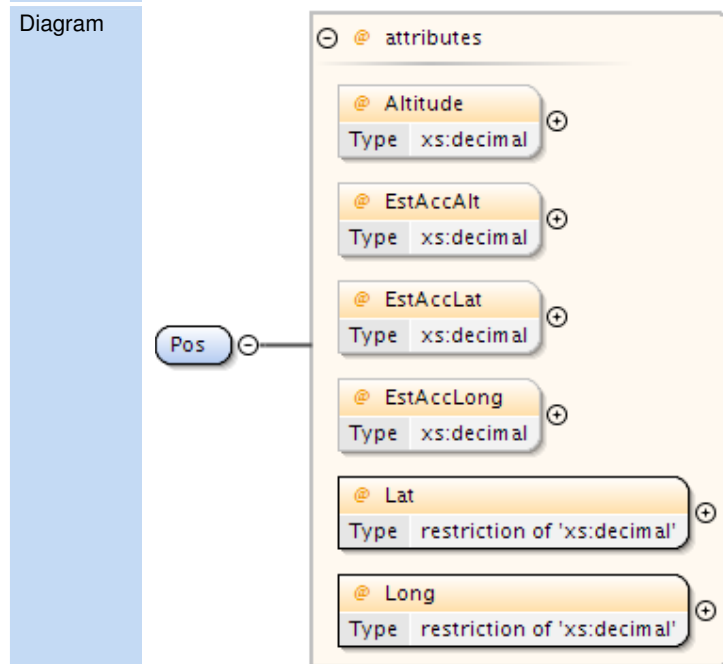 Diagram
@ attributes
@ Altitude
Type xs:decimal
@ EstAccAlt
Type xs:decimal
@ EstAccLat
Type xs:decimal
Pos
@ EstAccLong
Type xs:decimal
@ Lat
Type restriction of 'xs:decimal'
@ Long
Type restriction of 'xs:decimal'